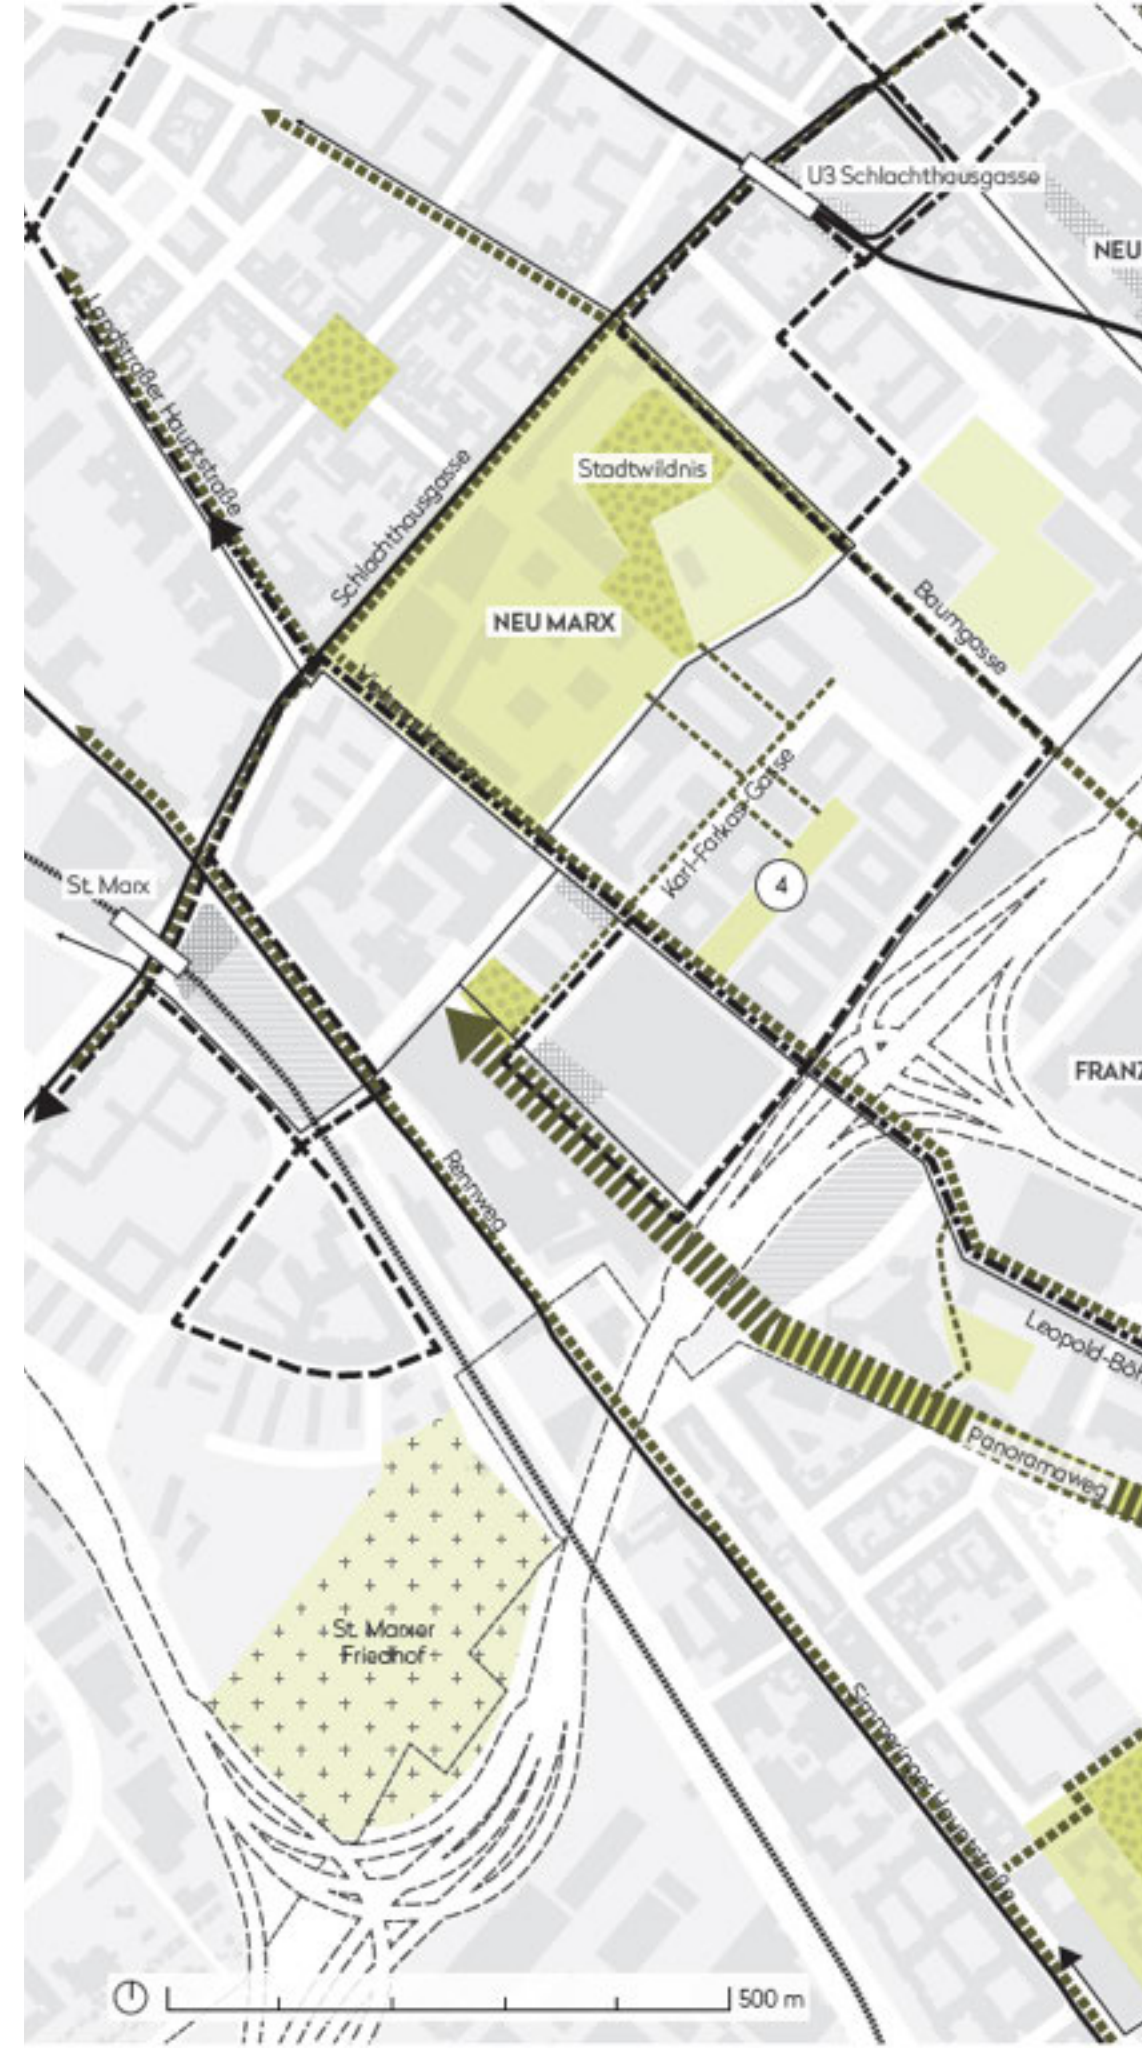 U3 Schlachthausgasse
NEU
Landstraßer Hauptstraße
Stadtwildnis
Schlachthausgasse
NEU MARX
Baumgasse
Karl-Farkas-Gasse
St. Marx
4
FRANZ
Rennweg
Leopold-Böh
Panoramaweg
St. Marxer
Friedhof
Simmeringer Hauptstraße
500 m